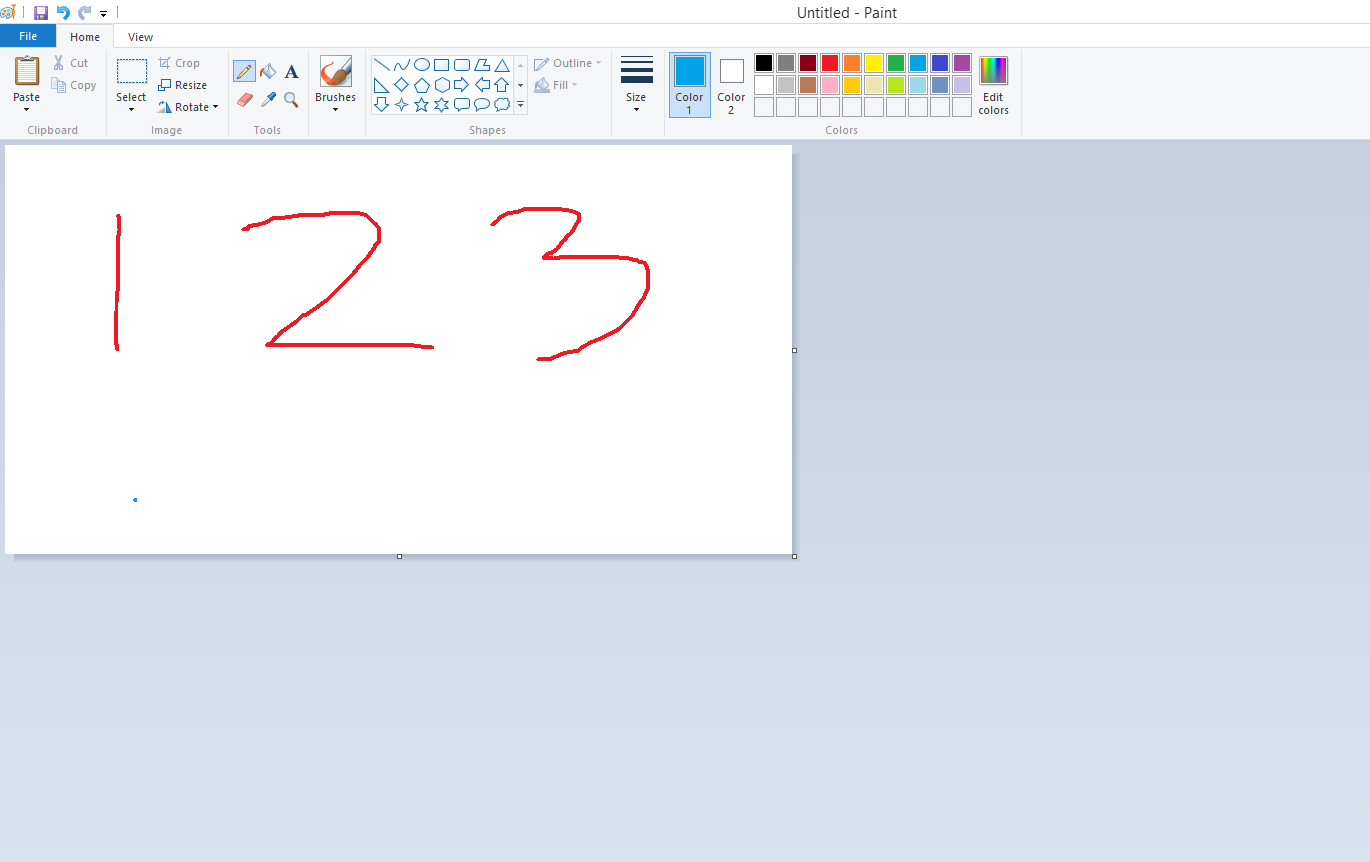 Untitled - Paint
File Home View
Paste Cut Copy Clipboard
Select Crop Resize Rotate Image
A Tools
Brushes
Outline Fill Shapes
Size
Color 1 Color 2 Edit colors Colors
1 2 3